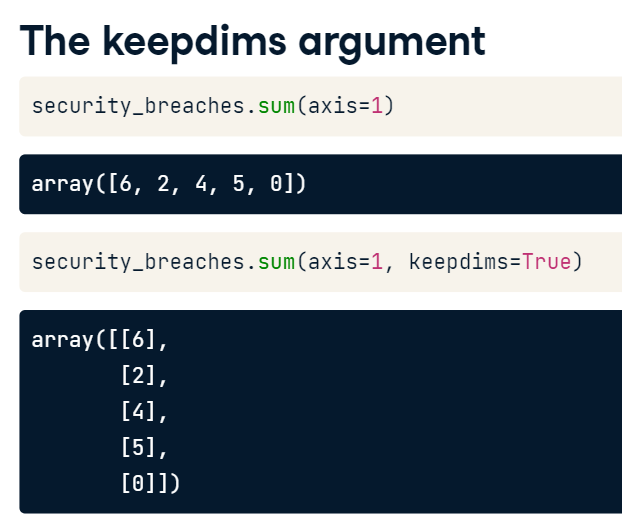 The keepdims argument
security_breaches.sum(axis=1)
array([6, 2, 4, 5, 0])
security_breaches.sum(axis=1, keepdims=True)
array([[6],
       [2],
       [4],
       [5],
       [0]])